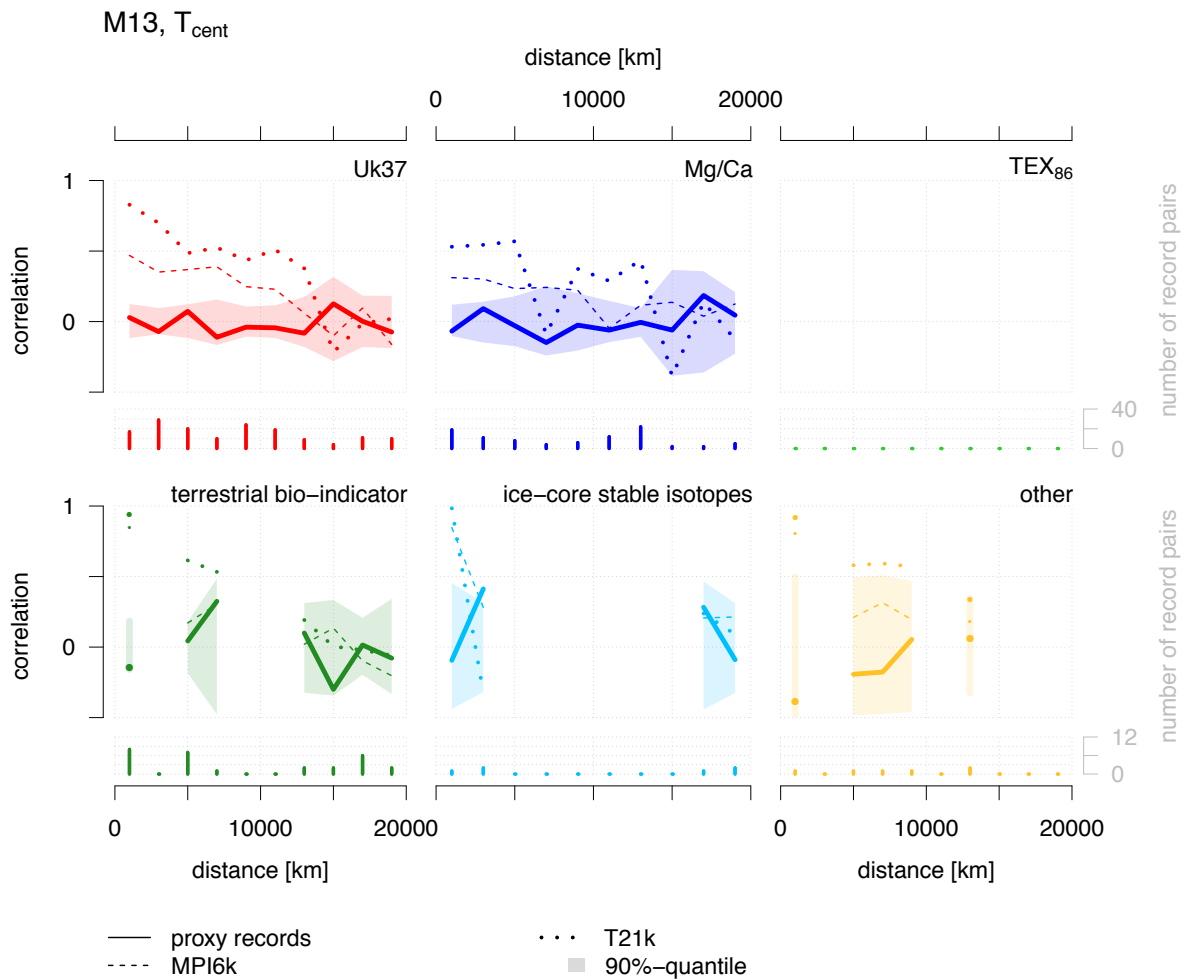 M13, Tcent
distance [km]
0 10000 20000
Uk37 Mg/Ca TEX86
1
0
correlation
number of record pairs
40
0
terrestrial bio−indicator ice−core stable isotopes other
1
0
correlation
number of record pairs
12
0
0 10000 20000 0 10000 20000
distance [km] distance [km]
proxy records T21k
MPI6k 90%−quantile